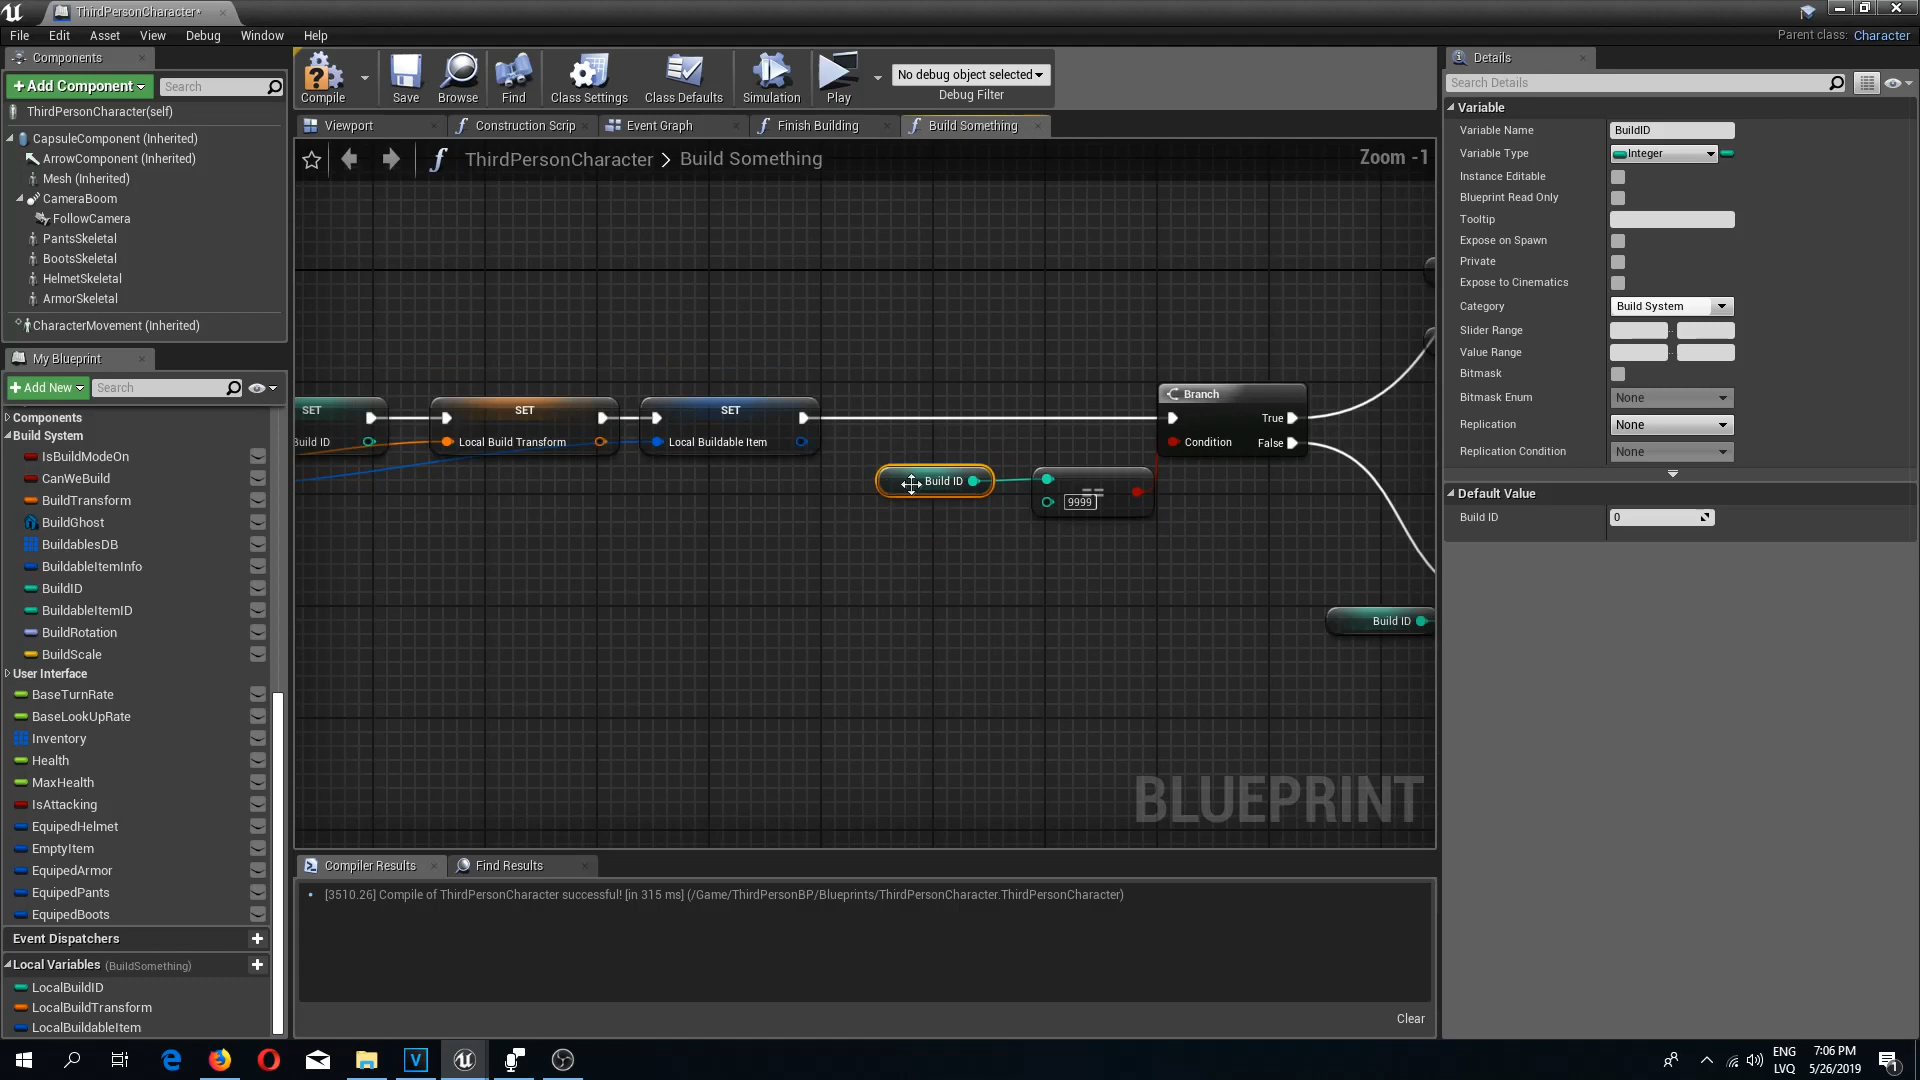 ThirdPersonCharacter*
File Edit Asset View Debug Window Help
Parent class: Character
Components
+Add Component Search
ThirdPersonCharacter(self)
CapsuleComponent (Inherited)
ArrowComponent (Inherited)
Mesh (Inherited)
CameraBoom
FollowCamera
PantsSkeletal
BootsSkeletal
HelmetSkeletal
ArmorSkeletal
CharacterMovement (Inherited)
My Blueprint
+Add New Search
Components
Build System
IsBuildModeOn
CanWeBuild
BuildTransform
BuildGhost
BuildablesDB
BuildableItemInfo
BuildID
BuildableItemID
BuildRotation
BuildScale
User Interface
BaseTurnRate
BaseLookUpRate
Inventory
Health
MaxHealth
IsAttacking
EquipedHelmet
EmptyItem
EquipedArmor
EquipedPants
EquipedBoots
Event Dispatchers
Local Variables (BuildSomething)
LocalBuildID
LocalBuildTransform
LocalBuildableItem
Compile Save Browse Find Class Settings Class Defaults Simulation Play
No debug object selected
Debug Filter
Viewport Construction Scrip Event Graph Finish Building Build Something
ThirdPersonCharacter > Build Something
Zoom -1
SET
Build ID
SET
Local Build Transform
SET
Local Buildable Item
Branch
True
Condition False
Build ID
==
9999
Build ID
BLUEPRINT
Compiler Results Find Results
[3510.26] Compile of ThirdPersonCharacter successful! [in 315 ms] (/Game/ThirdPersonBP/Blueprints/ThirdPersonCharacter.ThirdPersonCharacter)
Clear
Details
Search Details
Variable
Variable Name BuildID
Variable Type Integer
Instance Editable
Blueprint Read Only
Tooltip
Expose on Spawn
Private
Expose to Cinematics
Category Build System
Slider Range
Value Range
Bitmask
Bitmask Enum None
Replication None
Replication Condition None
Default Value
Build ID 0
ENG
LVQ
7:06 PM
5/26/2019
1